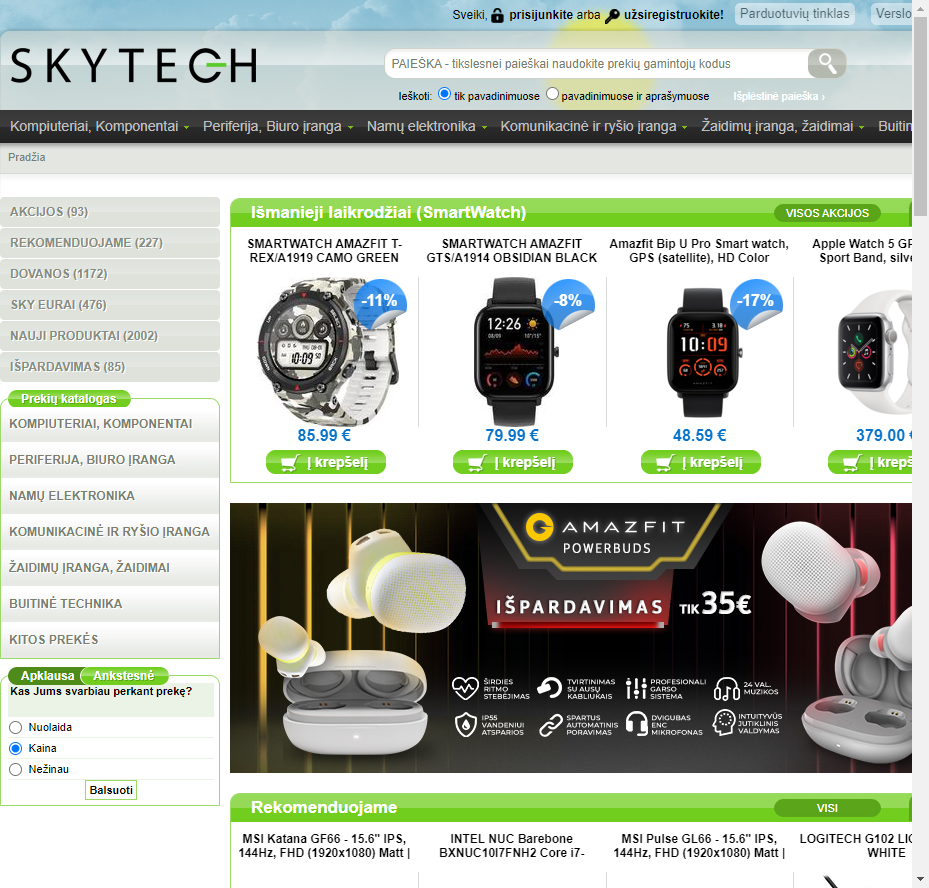 Sveiki, prisijunkite arba užsiregistruokite! Parduotuvių tinklas
SKYTECH
PAIEŠKA - tikslesnei paieškai naudokite prekių gamintojų kodus
Ieškoti: tik pavadinimuose pavadinimuose ir aprašymuose Išplėstinė paieška ›
Kompiuteriai, Komponentai Periferija, Biuro įranga Namų elektronika Komunikacinė ir ryšio įranga Žaidimų įranga, žaidimai
Pradžia
AKCIJOS (93)
REKOMENDUOJAME (227)
DOVANOS (1172)
SKY EURAI (476)
NAUJI PRODUKTAI (2002)
IŠPARDAVIMAS (85)
Prekių katalogas
KOMPIUTERIAI, KOMPONENTAI
PERIFERIJA, BIURO ĮRANGA
NAMŲ ELEKTRONIKA
KOMUNIKACINĖ IR RYŠIO ĮRANGA
ŽAIDIMŲ ĮRANGA, ŽAIDIMAI
BUITINĖ TECHNIKA
KITOS PREKĖS
Apklausa Ankstesnė
Kas Jums svarbiau perkant prekę?
Nuolaida
Kaina
Nežinau
Balsuoti
Išmanieji laikrodžiai (SmartWatch) VISOS AKCIJOS
SMARTWATCH AMAZFIT T-
REX/A1919 CAMO GREEN
-11%
85.99 €
Į krepšelį
SMARTWATCH AMAZFIT
GTS/A1914 OBSIDIAN BLACK
-8%
12:26
79.99 €
Į krepšelį
Amazfit Bip U Pro Smart watch,
GPS (satellite), HD Color
-17%
10:09
48.59 €
Į krepšelį
Apple Watch 5
Sport Band,
379.00
Į
AMAZFIT
POWERBUDS
IŠPARDAVIMAS TIK 35€
ŠIRDIES
RITMO
STEBĖJIMAS
TVIRTINIMAS
SU AUSŲ
KABLIUKAIS
PROFESIONALI
GARSO
SISTEMA
24 VAL.
MUZIKOS
IP55
VANDENIUI
ATSPARIOS
SPARTUS
AUTOMATINIS
PORAVIMAS
DVIGUBAS
ENC
MIKROFONAS
INTUITYVŪS
JUTIKLINIS
VALDYMAS
Rekomenduojame VISI
MSI Katana GF66 - 15.6" IPS,
144Hz, FHD (1920x1080) Matt |
INTEL NUC Barebone
BXNUC10I7FNH2 Core i7-
MSI Pulse GL66 - 15.6" IPS,
144Hz, FHD (1920x1080) Matt |
LOGITECH G102
WHITE